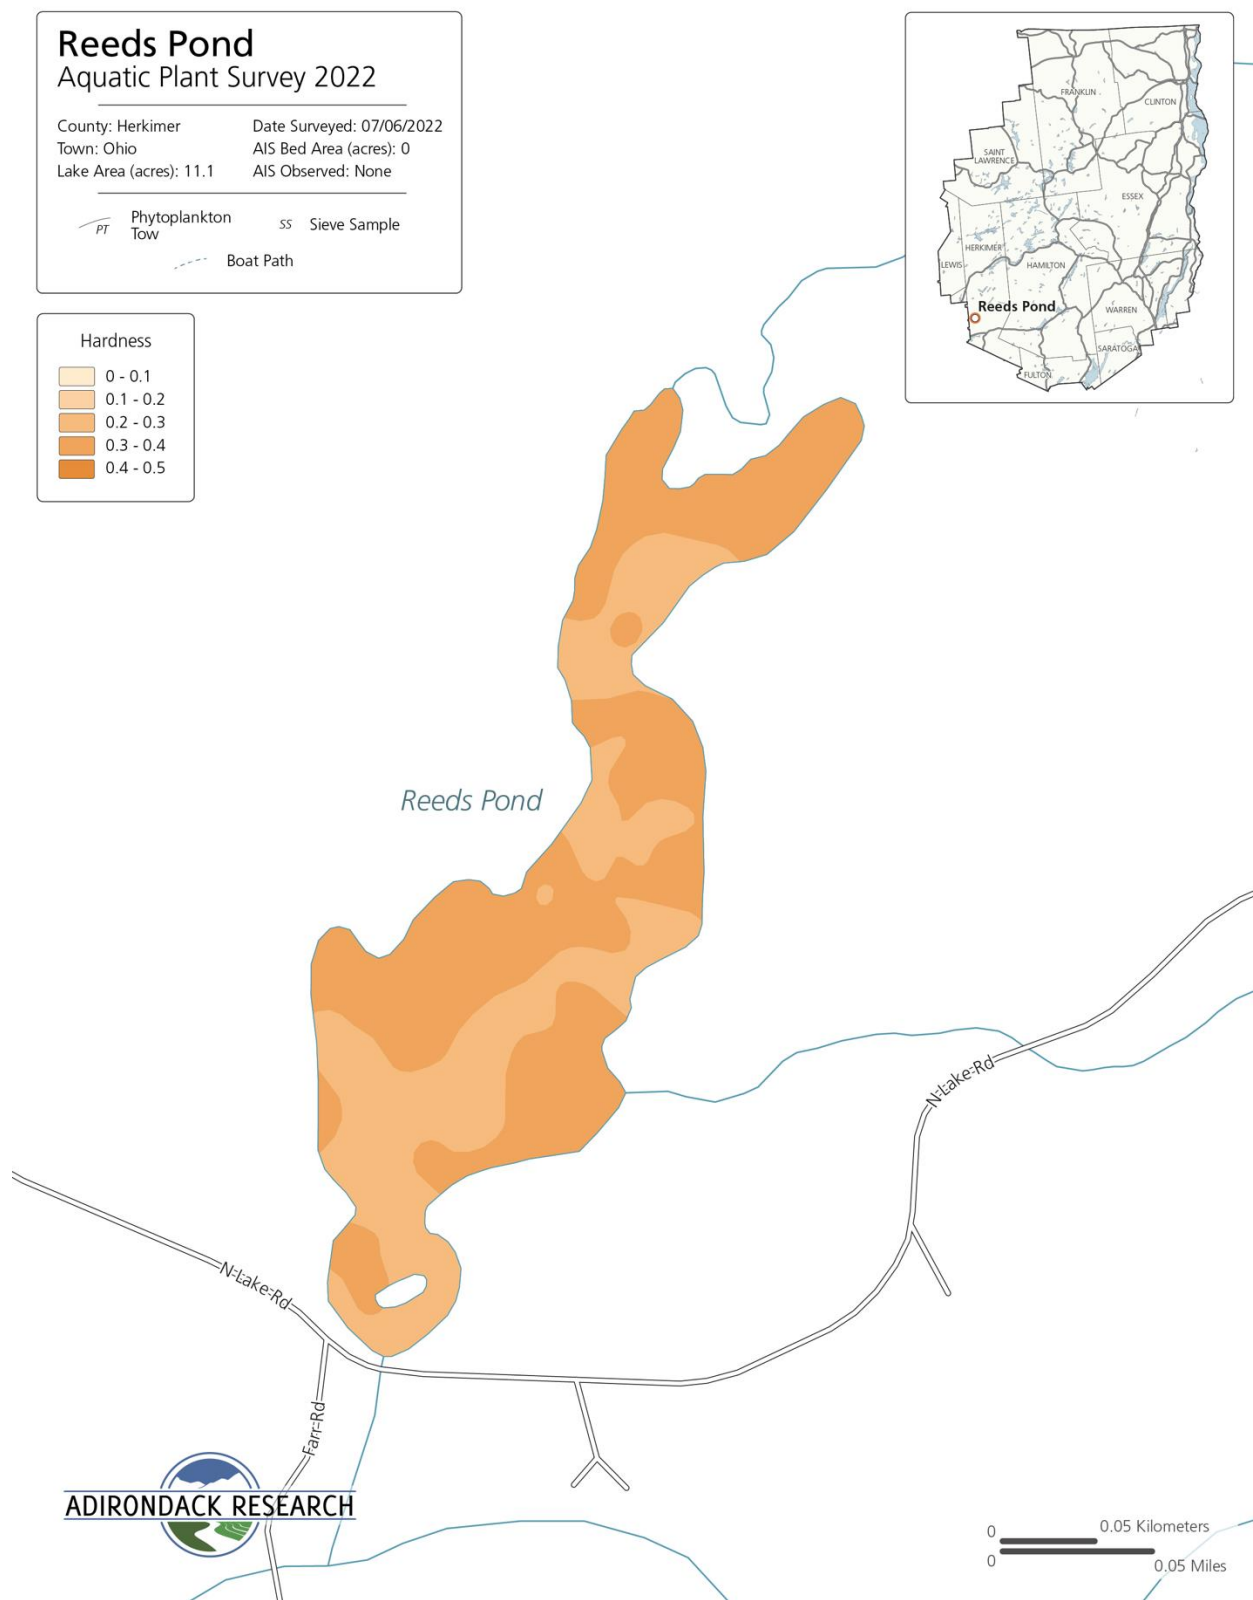 Reeds Pond
Aquatic Plant Survey 2022
County: Herkimer
Date Surveyed: 07/06/2022
Town: Ohio
AIS Bed Area (acres): 0
Lake Area (acres): 11.1
AIS Observed: None
PT
Phytoplankton
Tow
SS
Sieve Sample
Boat Path
Hardness
0 - 0.1
0.1 - 0.2
0.2 - 0.3
0.3 - 0.4
0.4 - 0.5
FRANKLIN
CLINTON
SAINT
LAWRENCE
ESSEX
HERKIMER
LEWIS
HAMILTON
Reeds Pond
WARREN
SARATOGA
FULTON
Reeds Pond
N-Lake-Rd
N-Lake-Rd
Farr-Rd
ADIRONDACK RESEARCH
0
0.05 Kilometers
0
0.05 Miles